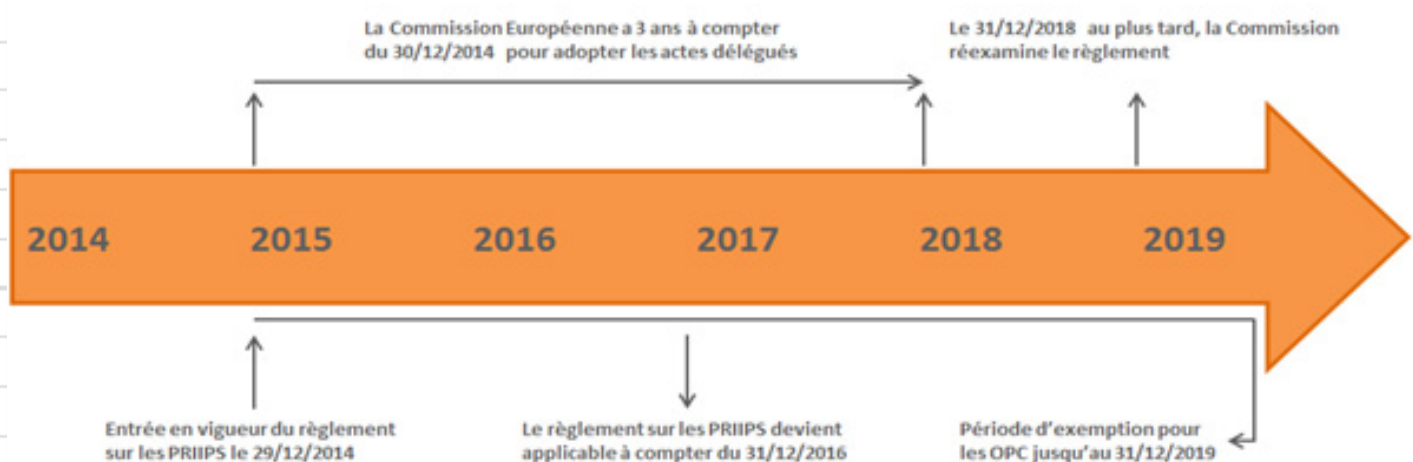 La Commission Européenne a 3 ans à compter
du 30/12/2014 pour adopter les actes délégués
Le 31/12/2018 au plus tard, la Commission
réexamine le règlement
2014
2015
2016
2017
2018
2019
Entrée en vigueur du règlement
sur les PRIIPS le 29/12/2014
Le règlement sur les PRIIPS devient
applicable à compter du 31/12/2016
Période d'exemption pour
les OPC jusqu'au 31/12/2019